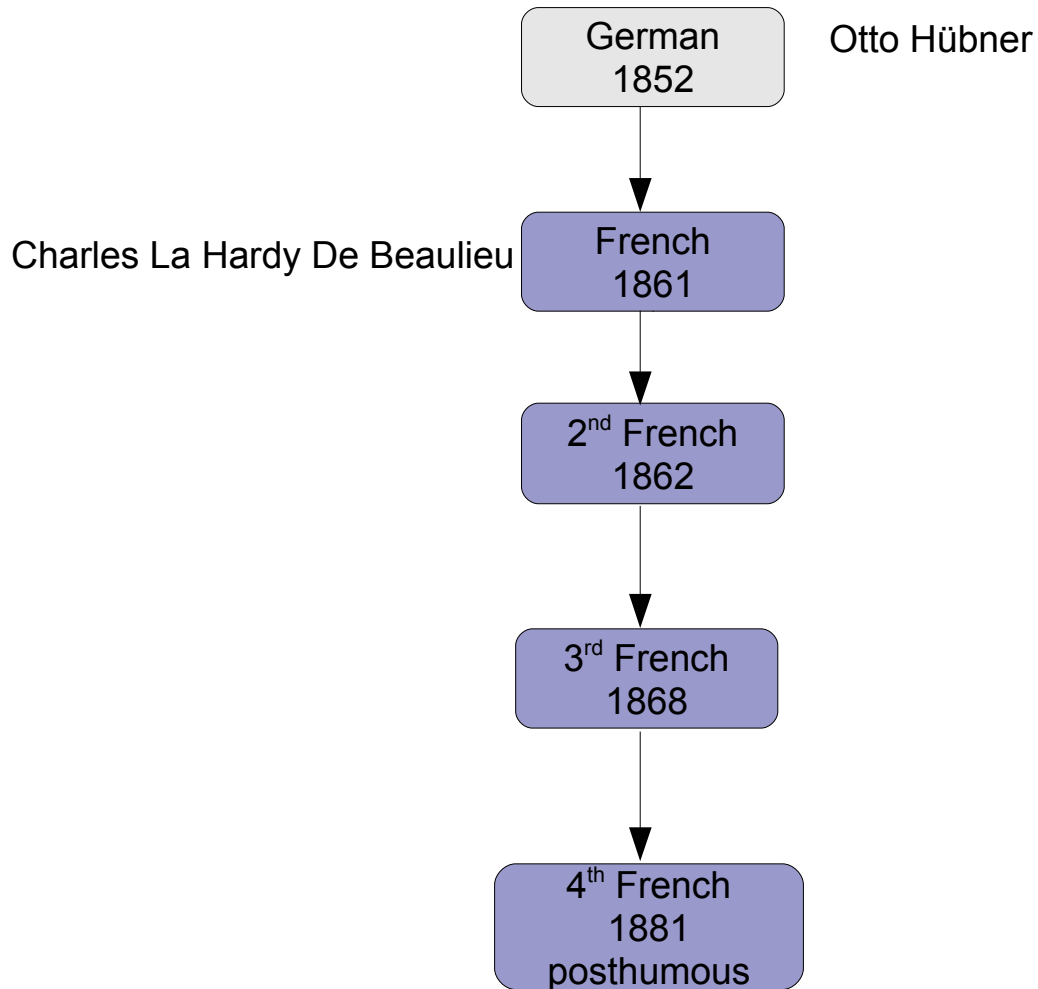 German
1852
Otto Hübner
Charles La Hardy De Beaulieu
French
1861
2nd French
1862
3rd French
1868
4th French
1881
posthumous